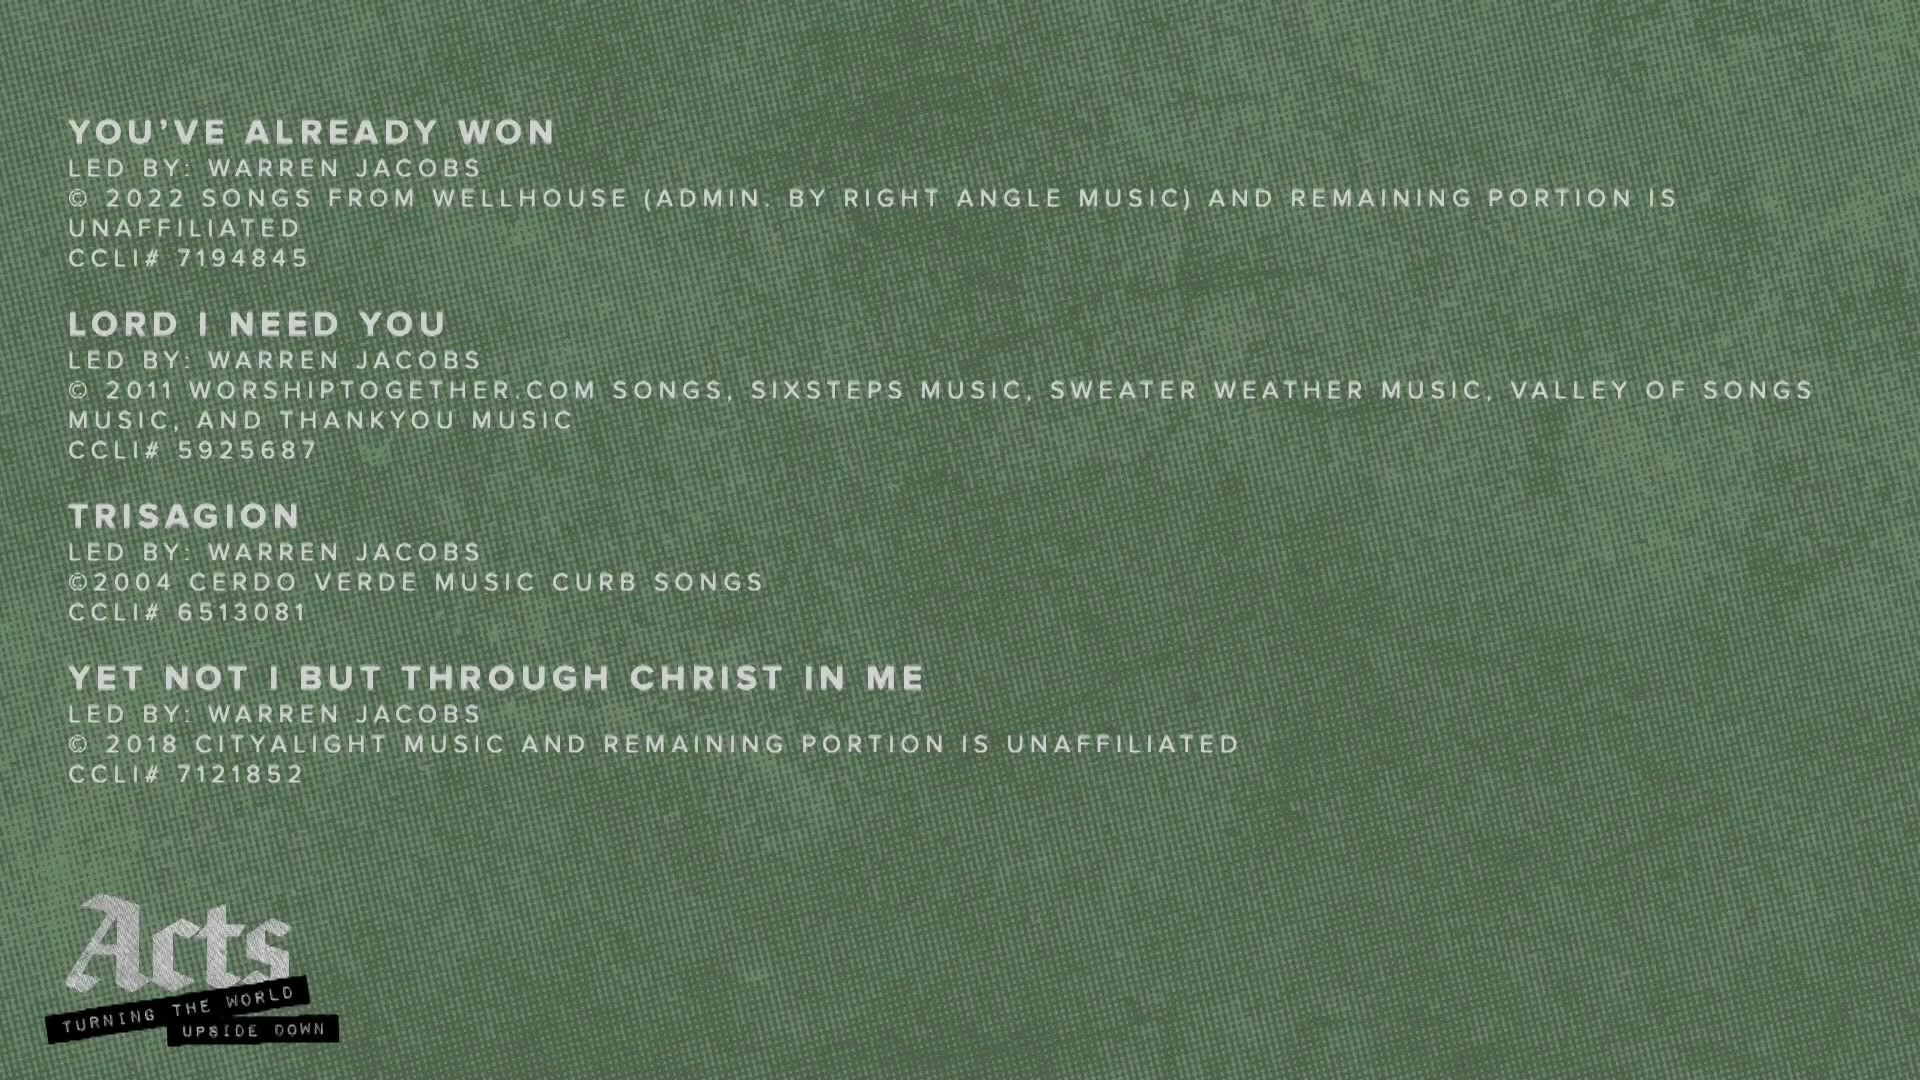 YOU’VE ALREADY WON
LED BY: WARREN JACOBS
© 2022 SONGS FROM WELLHOUSE (ADMIN. BY RIGHT ANGLE MUSIC) AND REMAINING PORTION IS
UNAFFILIATED
CCLI# 7194845
LORD I NEED YOU
LED BY: WARREN JACOBS
© 2011 WORSHIPTOGETHER.COM SONGS, SIXSTEPS MUSIC, SWEATER WEATHER MUSIC, VALLEY OF SONGS
MUSIC, AND THANKYOU MUSIC
CCLI# 5925687
TRISAGION
LED BY: WARREN JACOBS
©2004 CERDO VERDE MUSIC CURB SONGS
CCLI# 6513081
YET NOT I BUT THROUGH CHRIST IN ME
LED BY: WARREN JACOBS
© 2018 CITYALIGHT MUSIC AND REMAINING PORTION IS UNAFFILIATED
CCLI# 7121852
Acts
TURNING THE WORLD
UPSIDE DOWN